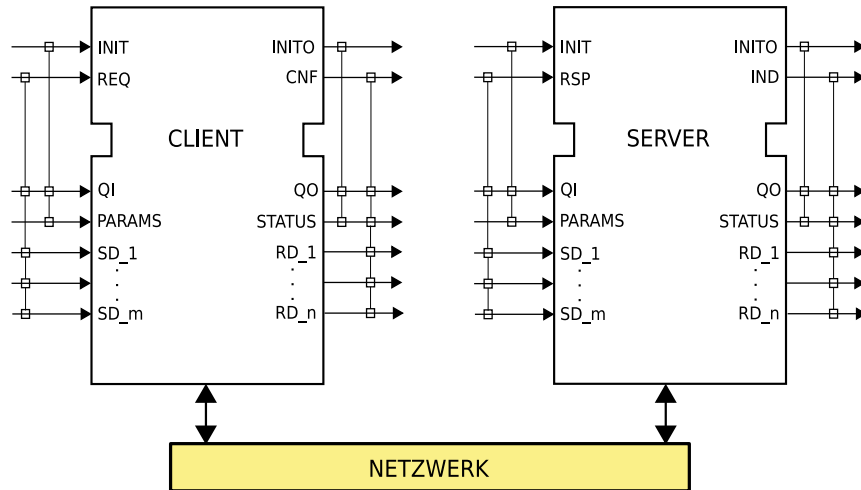 INIT INITO INIT INITO
REQ CNF RSP IND
CLIENT SERVER
QI QO QI QO
PARAMS STATUS PARAMS STATUS
SD_1 RD_1 SD_1 RD_1
. . . .
. . . .
. . . .
SD_m RD_n SD_m RD_n
NETZWERK